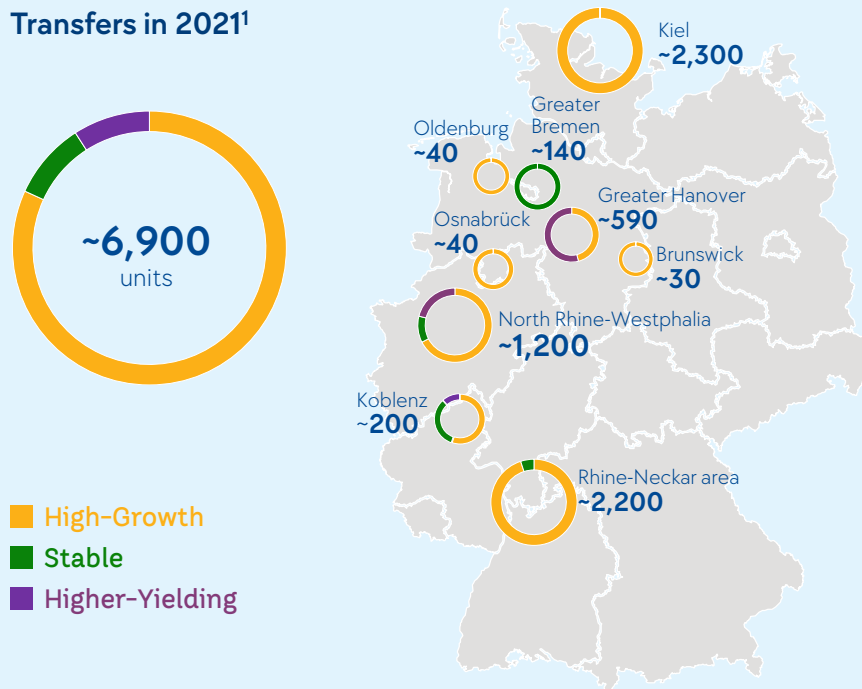 Transfers in 2021¹
~6,900
units
Kiel
~2,300
Greater
Bremen
~140
Oldenburg
~40
Greater Hanover
~590
Osnabrück
~40
Brunswick
~30
North Rhine-Westphalia
~1,200
Koblenz
~200
Rhine-Neckar area
~2,200
High-Growth
Stable
Higher-Yielding